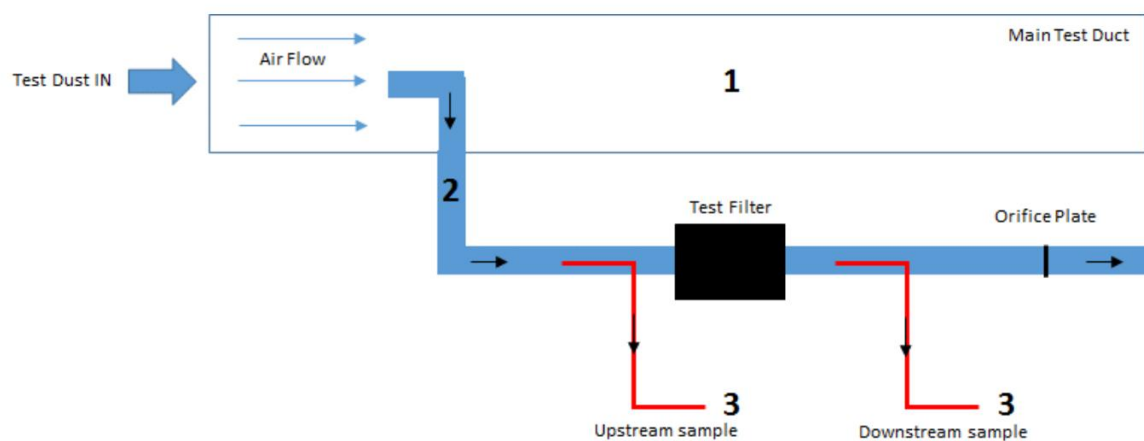 Main Test Duct
Air Flow
Test Dust IN
1
2
Test Filter
Orifice Plate
3
3
Upstream sample
Downstream sample